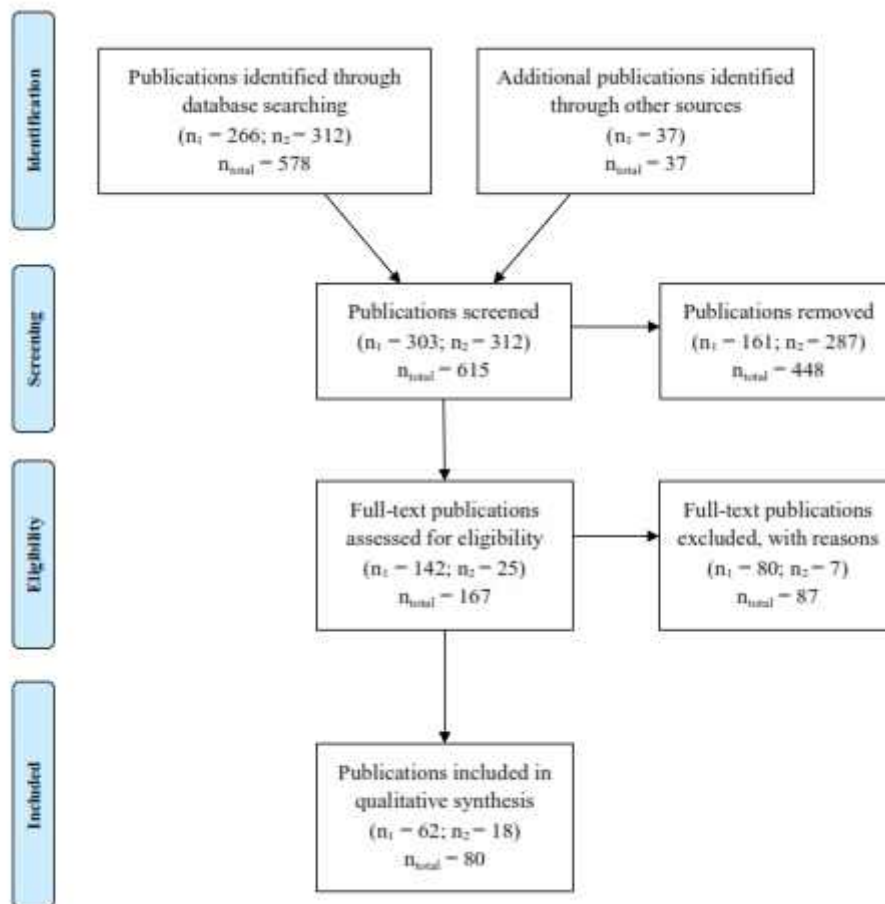 Identification
Publications identified through
database searching
(n₁ = 266; n₂ = 312)
nₜₒₜₐₗ = 578
Additional publications identified
through other sources
(n₁ = 37)
nₜₒₜₐₗ = 37
Screening
Publications screened
(n₁ = 303; n₂ = 312)
nₜₒₜₐₗ = 615
Publications removed
(n₁ = 161; n₂ = 287)
nₜₒₜₐₗ = 448
Eligibility
Full-text publications
assessed for eligibility
(n₁ = 142; n₂ = 25)
nₜₒₜₐₗ = 167
Full-text publications
excluded, with reasons
(n₁ = 80; n₂ = 7)
nₜₒₜₐₗ = 87
Included
Publications included in
qualitative synthesis
(n₁ = 62; n₂ = 18)
nₜₒₜₐₗ = 80